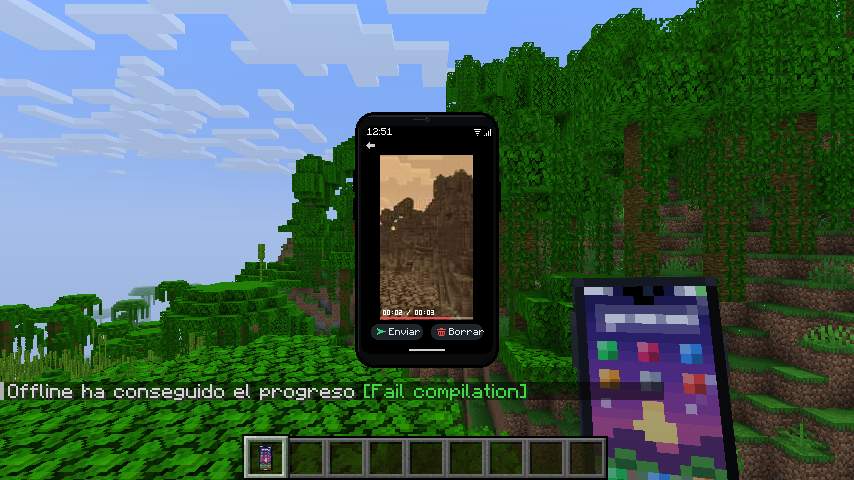 12:51
00:02 / 00:03
Enviar
Borrar
Offline ha conseguido el progreso [Fail compilation]